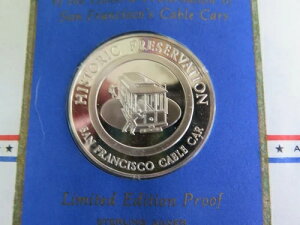 San Francisco's Cable Cars
HISTORIC PRESERVATION
SAN FRANCISCO CABLE CAR
Limited Edition Proof
A